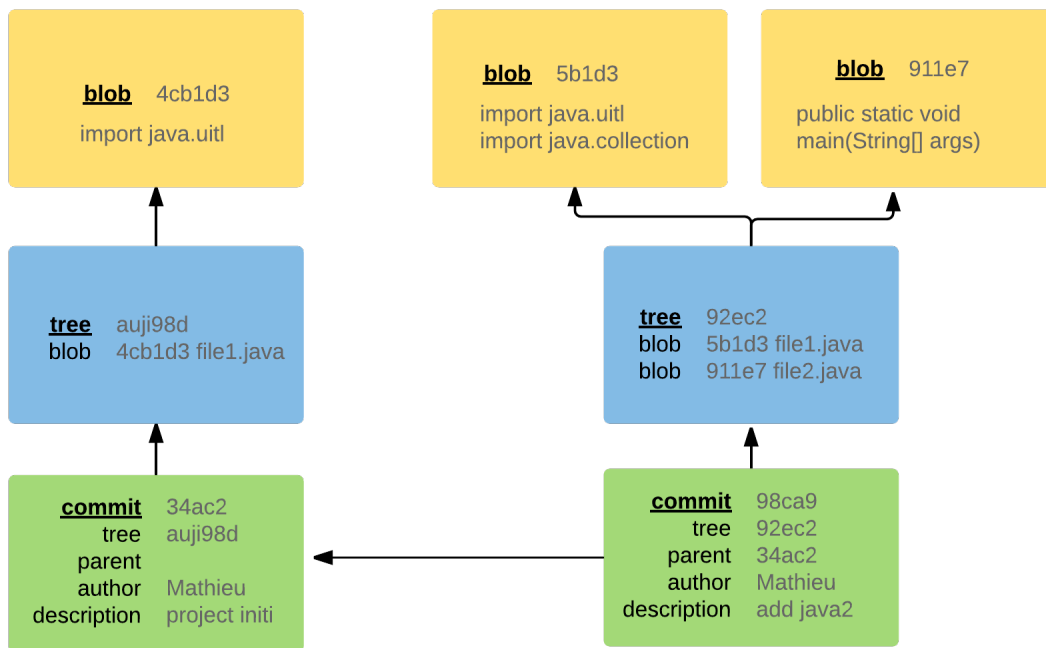 blob 4cb1d3
import java.uitl
blob 5b1d3
import java.uitl
import java.collection
blob 911e7
public static void
main(String[] args)
tree auji98d
blob 4cb1d3 file1.java
tree 92ec2
blob 5b1d3 file1.java
blob 911e7 file2.java
commit 34ac2
tree auji98d
parent
author Mathieu
description project initi
commit 98ca9
tree 92ec2
parent 34ac2
author Mathieu
description add java2